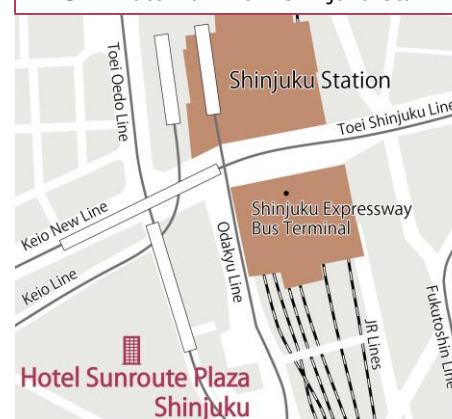 Toei Oedo Line
Shinjuku Station
Toei Shinjuku Line
Keio New Line
Shinjuku Expressway
Bus Terminal
Odakyu Line
Keio Line
JR Lines
Fukutoshin Line
Hotel Sunroute Plaza
Shinjuku